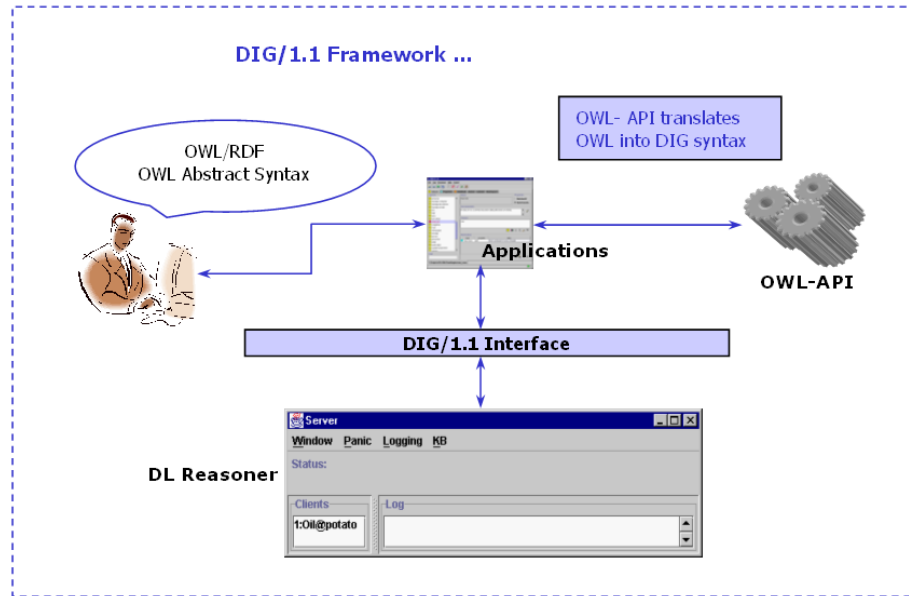 DIG/1.1 Framework ...
OWL- API translates
OWL into DIG syntax
OWL/RDF
OWL Abstract Syntax
Applications
OWL-API
DIG/1.1 Interface
Server
Window Panic Logging KB
Status:
DL Reasoner
Clients
Log
1:Oil@potato